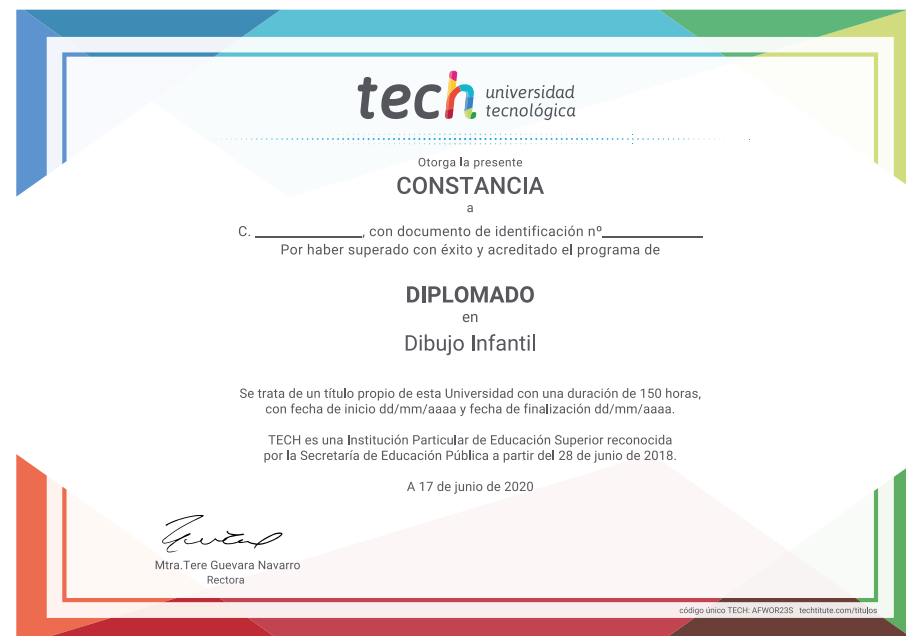 tech universidad
tecnológica
Otorga la presente
CONSTANCIA
a
C. ____________, con documento de identificación nº____________
Por haber superado con éxito y acreditado el programa de
DIPLOMADO
en
Dibujo Infantil
Se trata de un título propio de esta Universidad con una duración de 150 horas,
con fecha de inicio dd/mm/aaaa y fecha de finalización dd/mm/aaaa.
TECH es una Institución Particular de Educación Superior reconocida
por la Secretaría de Educación Pública a partir del 28 de junio de 2018.
A 17 de junio de 2020
Mtra.Tere Guevara Navarro
Rectora
código único TECH: AFWOR23S techtitute.com/titulos